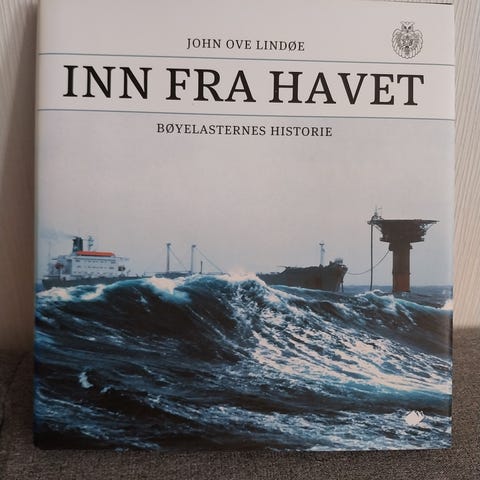 JOHN OVE LINDØE
INN FRA HAVET
BØYELASTERNES HISTORIE